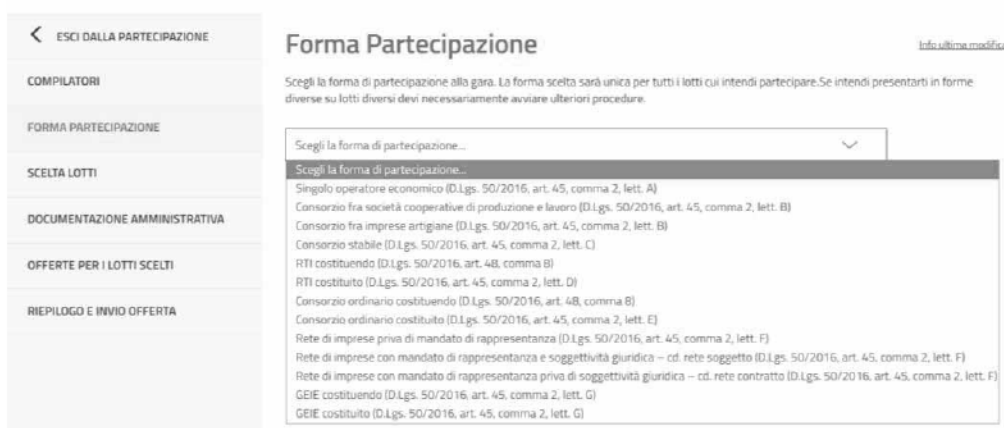 ESCI DALLA PARTECIPAZIONE
COMPILATORI
FORMA PARTECIPAZIONE
SCELTA LOTTI
DOCUMENTAZIONE AMMINISTRATIVA
OFFERTE PER I LOTTI SCELTI
RIEPILOGO E INVIO OFFERTA
Forma Partecipazione
Info ultima modifica
Scegli la forma di partecipazione alla gara. La forma scelta sarà unica per tutti i lotti cui intendi partecipare.Se intendi presentarti in forme
diverse su lotti diversi devi necessariamente avviare ulteriori procedure.
Scegli la forma di partecipazione...
Scegli la forma di partecipazione...
Singolo operatore economico (D.Lgs. 50/2016, art. 45, comma 2, lett. A)
Consorzio fra società cooperative di produzione e lavoro (D.Lgs. 50/2016, art. 45, comma 2, lett. B)
Consorzio fra imprese artigiane (D.Lgs. 50/2016, art. 45, comma 2, lett. B)
Consorzio stabile (D.Lgs. 50/2016, art. 45, comma 2, lett. C)
RTI costituendo (D.Lgs. 50/2016, art. 48, comma 8)
RTI costituito (D.Lgs. 50/2016, art. 45, comma 2, lett. D)
Consorzio ordinario costituendo (D.Lgs. 50/2016, art. 48, comma 8)
Consorzio ordinario costituito (D.Lgs. 50/2016, art. 45, comma 2, lett. E)
Rete di imprese priva di mandato di rappresentanza (D.Lgs. 50/2016, art. 45, comma 2, lett. F)
Rete di imprese con mandato di rappresentanza e soggettività giuridica – cd. rete soggetto (D.Lgs. 50/2016, art. 45, comma 2, lett. F)
Rete di imprese con mandato di rappresentanza priva di soggettività giuridica – cd. rete contratto (D.Lgs. 50/2016, art. 45, comma 2, lett. F)
GEIE costituendo (D.Lgs. 50/2016, art. 45, comma 2, lett. G)
GEIE costituito (D.Lgs. 50/2016, art. 45, comma 2, lett. G)